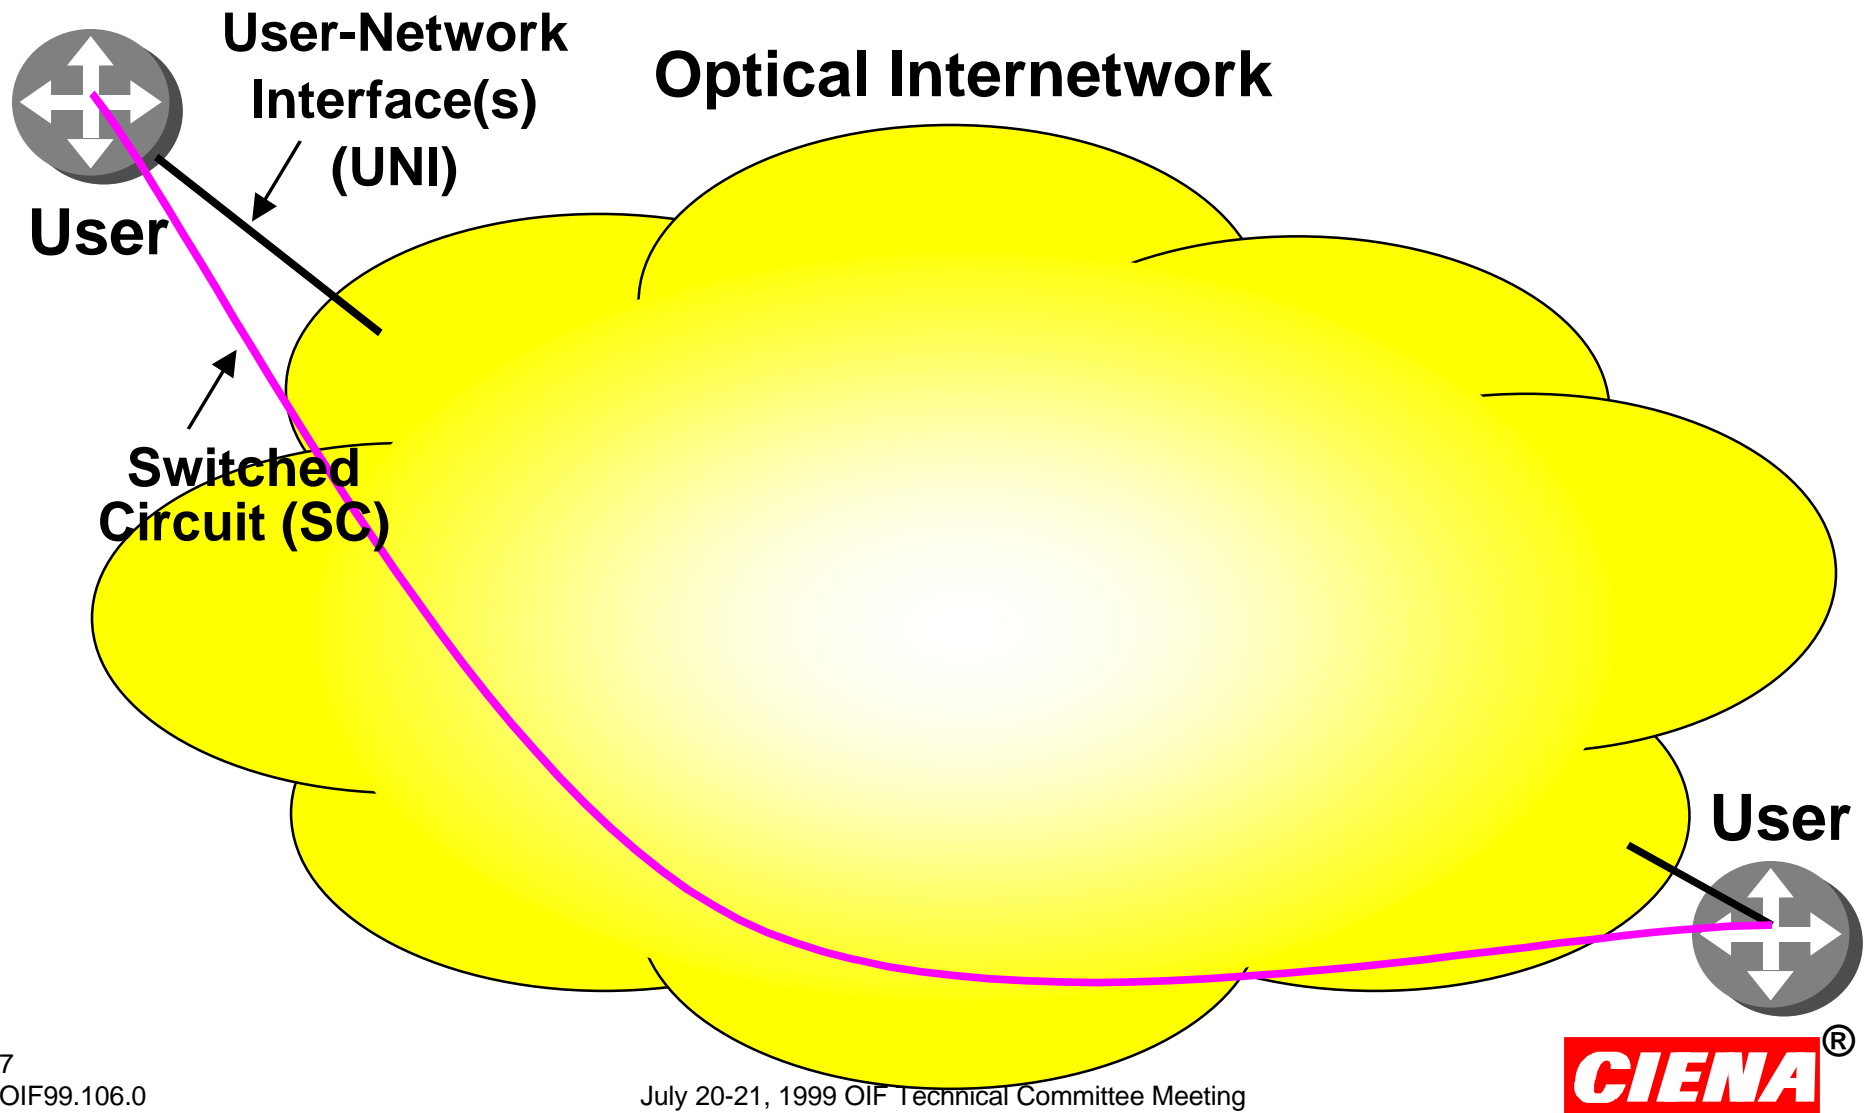 User-Network
Interface(s)
(UNI)
Optical Internetwork
User
Switched
Circuit (SC)
User
7
OIF99.106.0
July 20-21, 1999 OIF Technical Committee Meeting
CIENA®